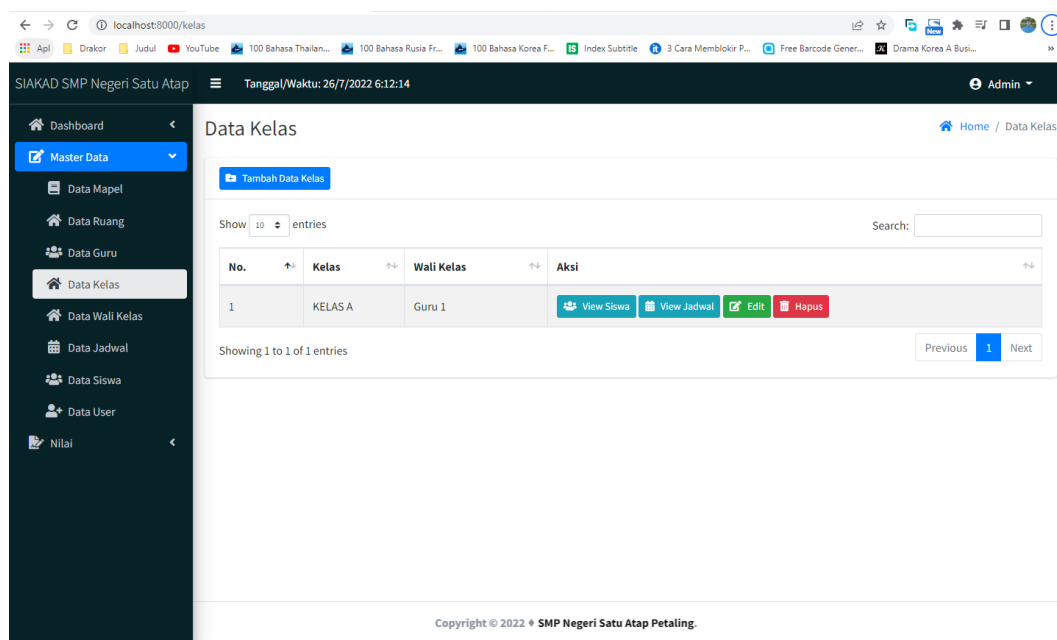 localhost:8000/kelas
Apl Drakor Judul YouTube 100 Bahasa Thailan... 100 Bahasa Rusia Fr... 100 Bahasa Korea F... IS Index Subtitle 3 Cara Memblokir P... Free Barcode Gener... Drama Korea A Busi... »
New
SIAKAD SMP Negeri Satu Atap Tanggal/Waktu: 26/7/2022 6:12:14 Admin
Dashboard
Master Data
Data Mapel
Data Ruang
Data Guru
Data Kelas
Data Wali Kelas
Data Jadwal
Data Siswa
Data User
Nilai
Data Kelas Home / Data Kelas
Tambah Data Kelas
Show 10 entries Search:
No. Kelas Wali Kelas Aksi
1 KELAS A Guru 1 View Siswa View Jadwal Edit Hapus
Showing 1 to 1 of 1 entries Previous 1 Next
Copyright © 2022 ♦ SMP Negeri Satu Atap Petaling.